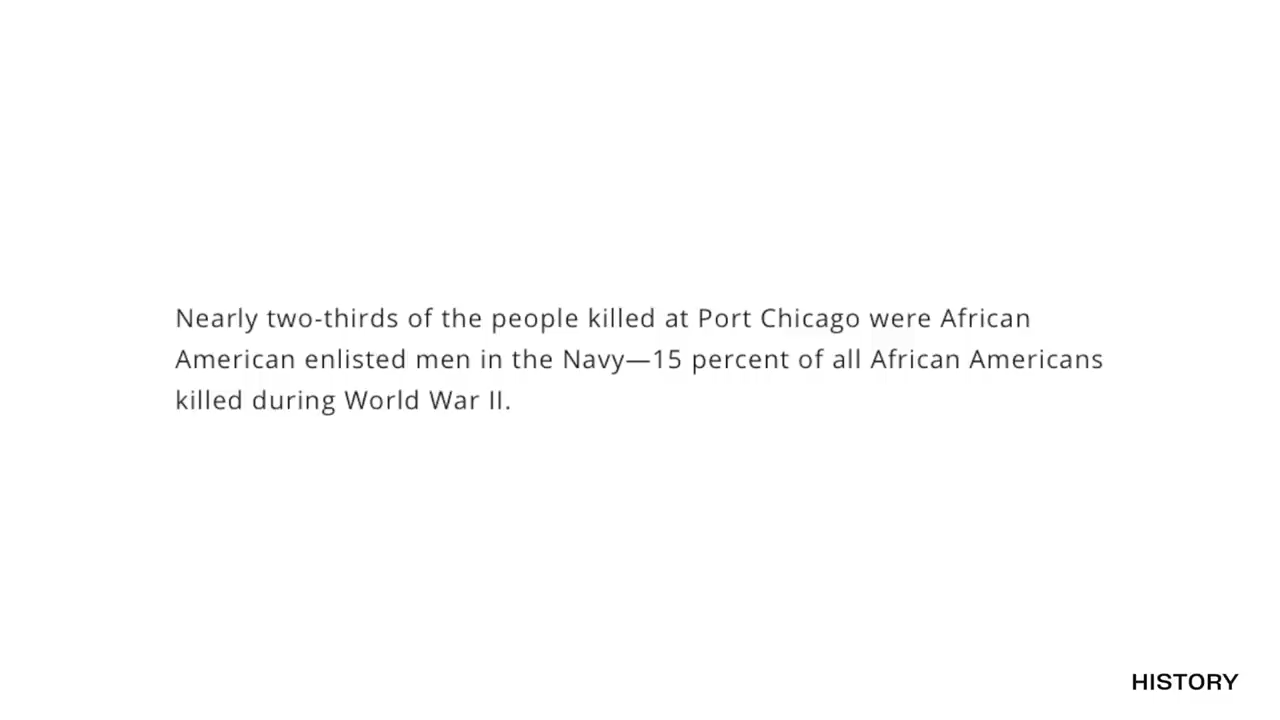 Nearly two-thirds of the people killed at Port Chicago were African
American enlisted men in the Navy—15 percent of all African Americans
killed during World War II.
HISTORY